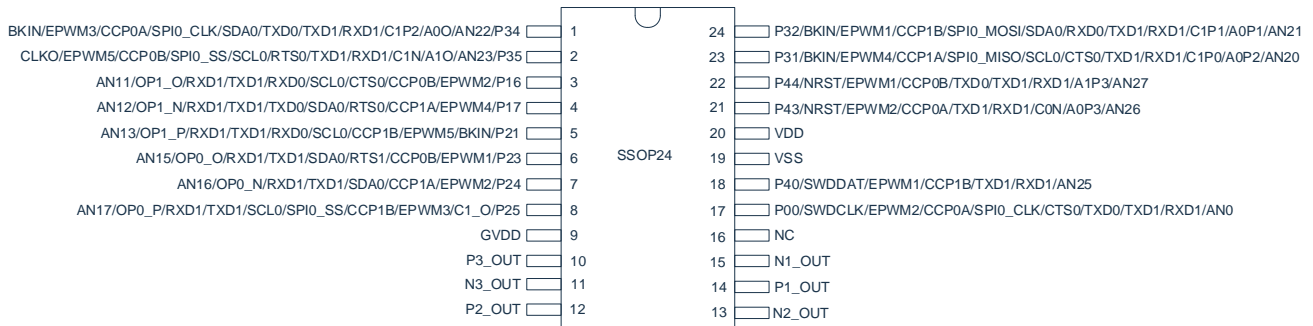 BKIN/EPWM3/CCP0A/SPI0_CLK/SDA0/TXD0/TXD1/RXD1/C1P2/A0O/AN22/P34 1 24 P32/BKIN/EPWM1/CCP1B/SPI0_MOSI/SDA0/RXD0/TXD1/RXD1/C1P1/A0P1/AN21
CLKO/EPWM5/CCP0B/SPI0_SS/SCL0/RTS0/TXD1/RXD1/C1N/A1O/AN23/P35 2 23 P31/BKIN/EPWM4/CCP1A/SPI0_MISO/SCL0/CTS0/TXD1/RXD1/C1P0/A0P2/AN20
AN11/OP1_O/RXD1/TXD1/RXD0/SCL0/CTS0/CCP0B/EPWM2/P16 3 22 P44/NRST/EPWM1/CCP0B/TXD0/TXD1/RXD1/A1P3/AN27
AN12/OP1_N/RXD1/TXD1/TXD0/SDA0/RTS0/CCP1A/EPWM4/P17 4 21 P43/NRST/EPWM2/CCP0A/TXD1/RXD1/C0N/A0P3/AN26
AN13/OP1_P/RXD1/TXD1/RXD0/SCL0/CCP1B/EPWM5/BKIN/P21 5 20 VDD
AN15/OP0_O/RXD1/TXD1/SDA0/RTS1/CCP0B/EPWM1/P23 6 SSOP24 19 VSS
AN16/OP0_N/RXD1/TXD1/SDA0/CCP1A/EPWM2/P24 7 18 P40/SWDDAT/EPWM1/CCP1B/TXD1/RXD1/AN25
AN17/OP0_P/RXD1/TXD1/SCL0/SPI0_SS/CCP1B/EPWM3/C1_O/P25 8 17 P00/SWDCLK/EPWM2/CCP0A/SPI0_CLK/CTS0/TXD0/TXD1/RXD1/AN0
GVDD 9 16 NC
P3_OUT 10 15 N1_OUT
N3_OUT 11 14 P1_OUT
P2_OUT 12 13 N2_OUT